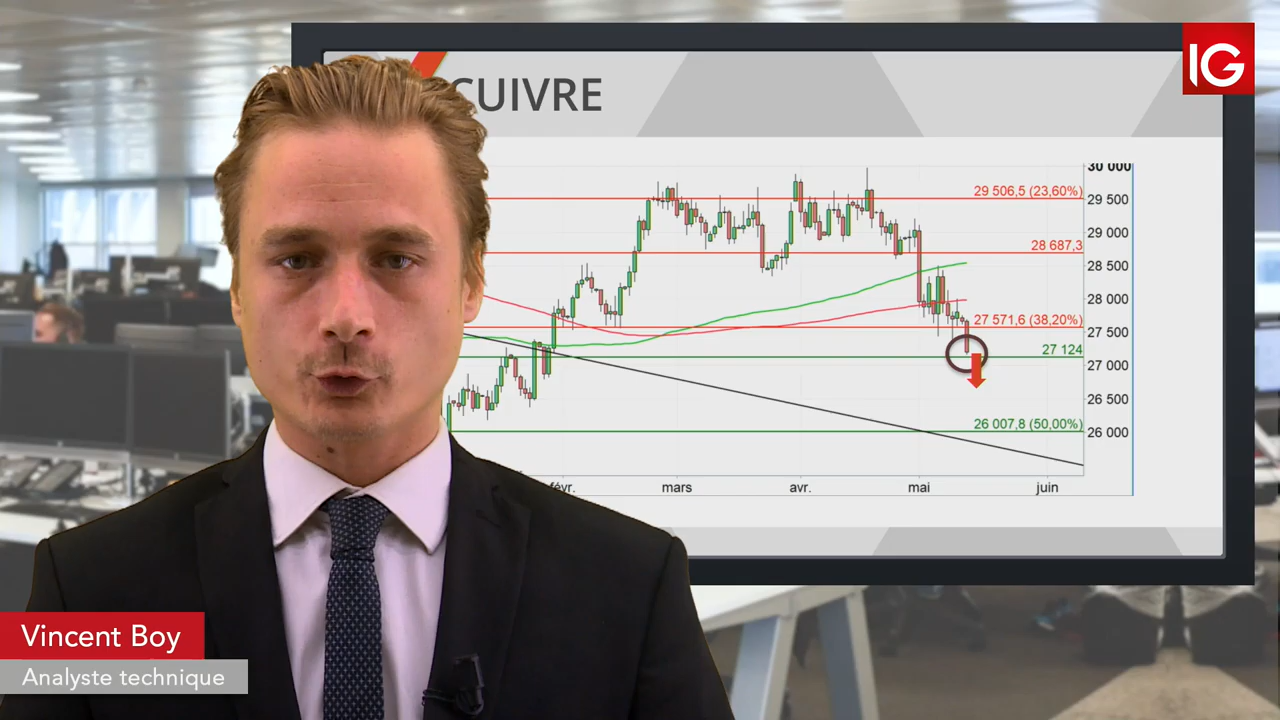 IG
CUIVRE
30 000
29 506,5 (23,60%)
29 500
29 000
28 687,3
28 500
28 000
27 571,6 (38,20%)
27 500
27 124
27 000
26 500
26 007,8 (50,00%)
26 000
févr.
mars
avr.
mai
juin
Vincent Boy
Analyste technique